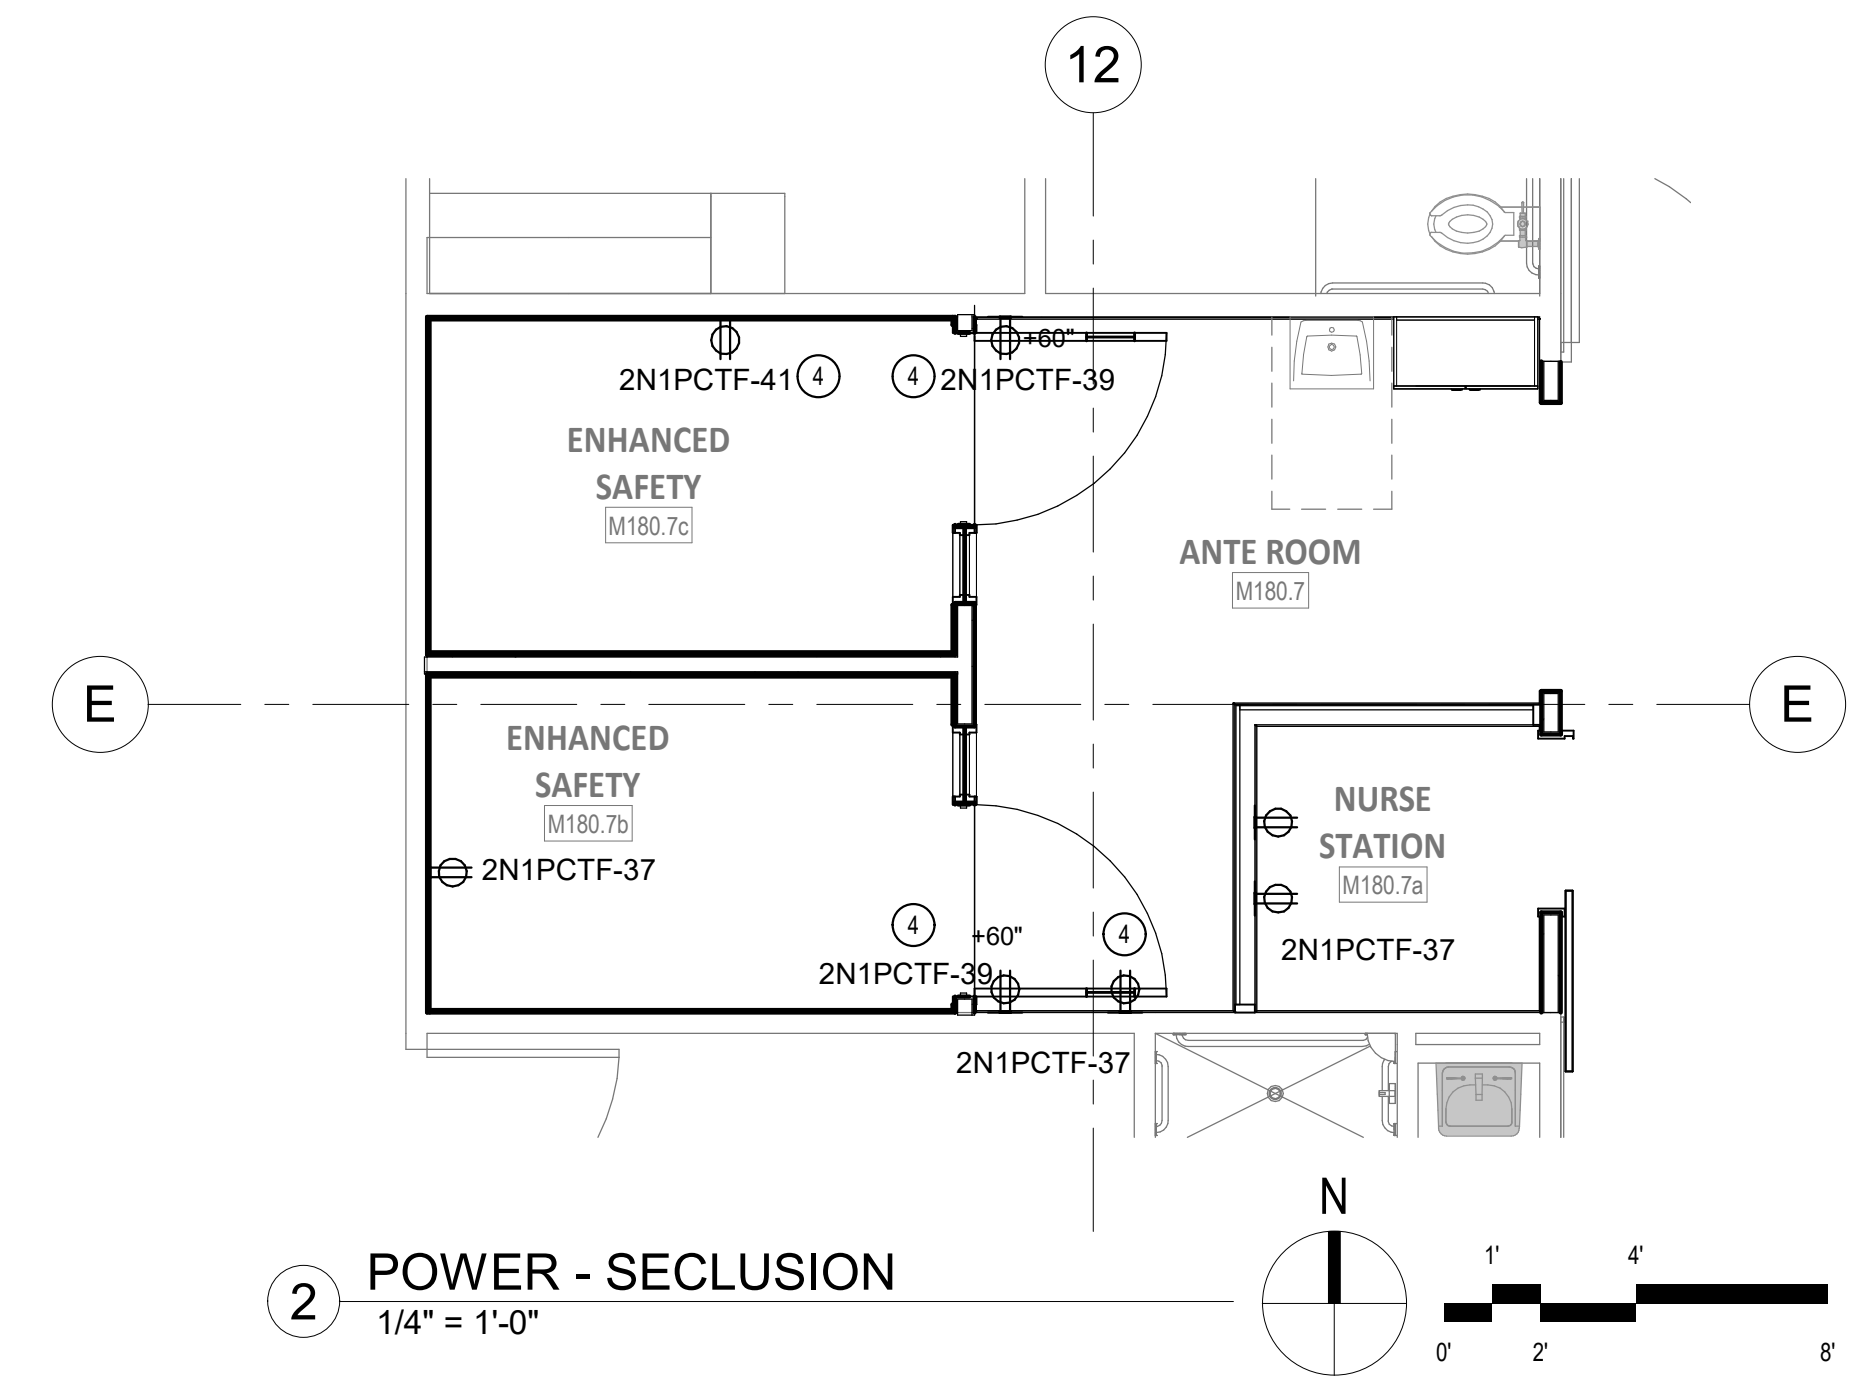 12
+60"
2N1PCTF-41 4 4 2N1PCTF-39
ENHANCED
SAFETY
M180.7c
ANTE ROOM
M180.7
E E
ENHANCED
SAFETY
M180.7b
NURSE
STATION
M180.7a
2N1PCTF-37
4 +60" 4
2N1PCTF-37
2N1PCTF-39
2N1PCTF-37
N
2 POWER - SECLUSION
1/4" = 1'-0"
1' 4'
0' 2' 8'